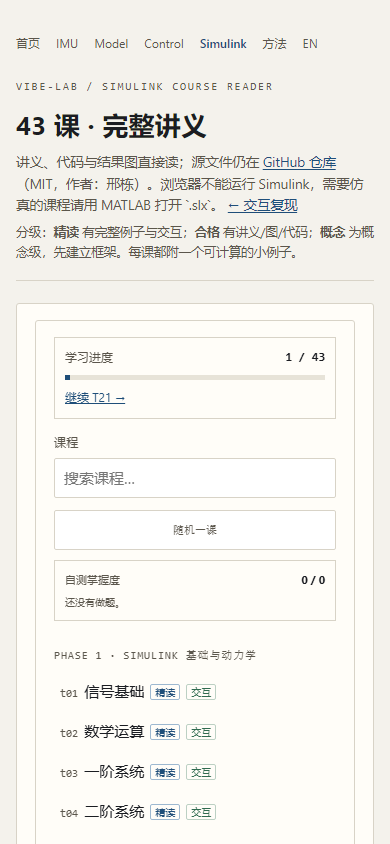 首页 IMU Model Control Simulink 方法 EN
VIBE-LAB / SIMULINK COURSE READER
43 课 · 完整讲义
讲义、代码与结果图直接读；源文件仍在 GitHub 仓库
（MIT，作者：邢栋）。浏览器不能运行 Simulink，需要仿
真的课程请用 MATLAB 打开 `.slx`。 ← 交互复现
分级：精读 有完整例子与交互；合格 有讲义/图/代码；概念 为概
念级，先建立框架。每课都附一个可计算的小例子。
学习进度 1 / 43
继续 T21 →
课程
搜索课程…
随机一课
自测掌握度 0 / 0
还没有做题。
PHASE 1 · SIMULINK 基础与动力学
t01 信号基础 精读 交互
t02 数学运算 精读 交互
t03 一阶系统 精读 交互
t04 二阶系统 精读 交互